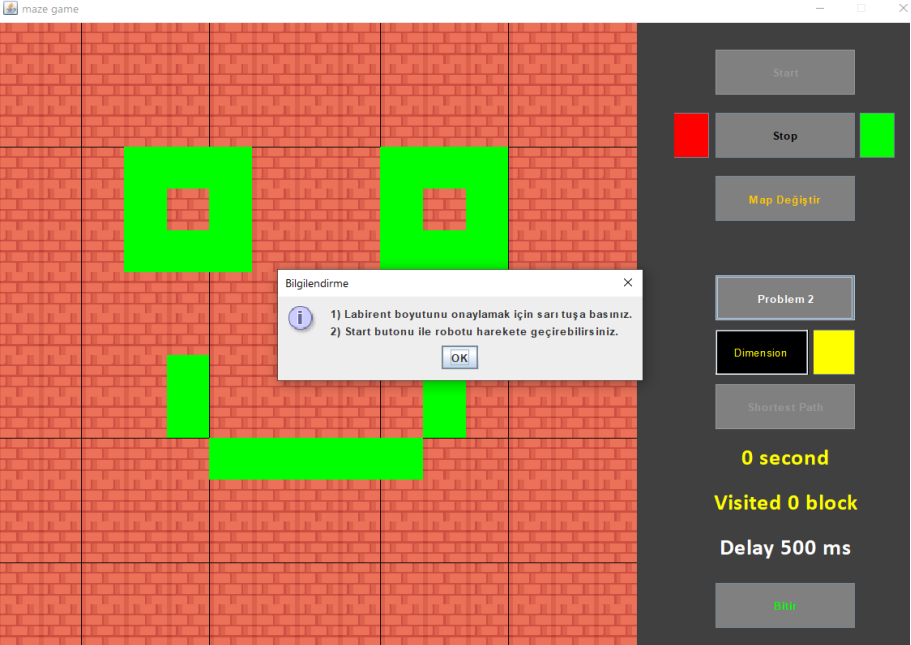 maze game
Start
Stop
Map Değiştir
Bilgilendirme
1) Labirent boyutunu onaylamak için sarı tuşa basınız.
2) Start butonu ile robotu harekete geçirebilirsiniz.
OK
Problem 2
Dimension
Shortest Path
0 second
Visited 0 block
Delay 500 ms
Bitir